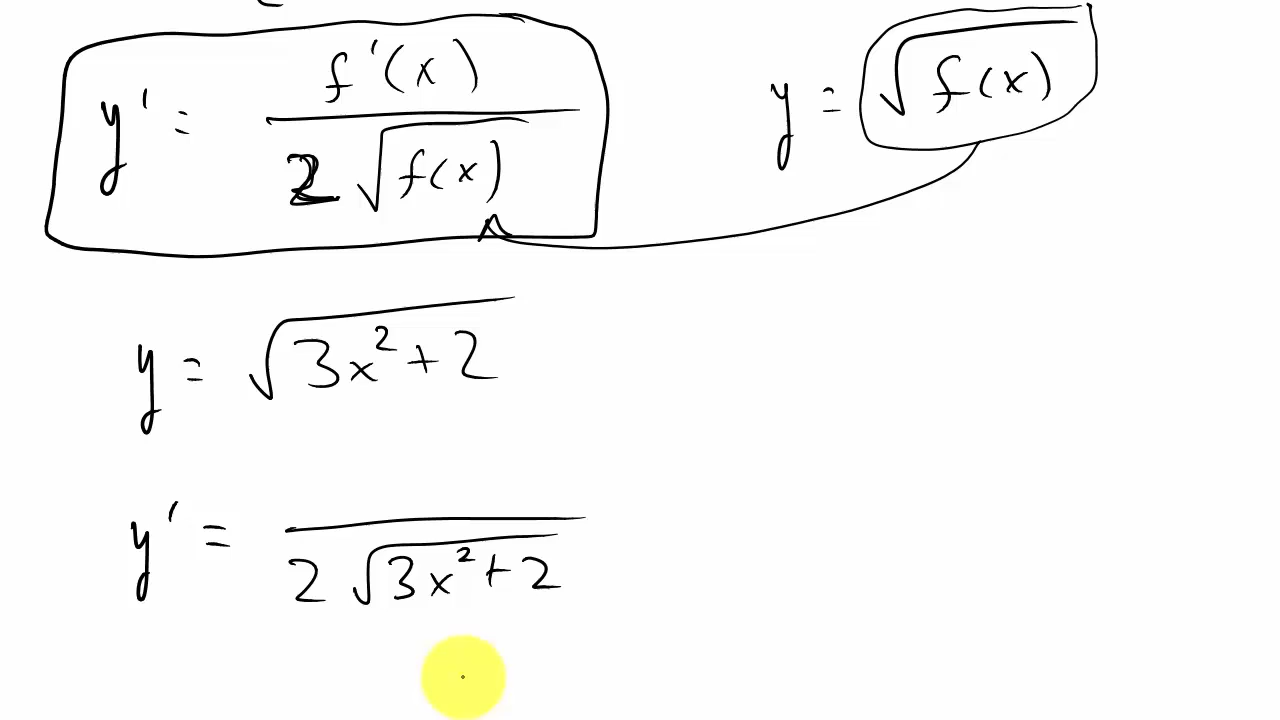 y' = f'(x) / 2√f(x)
y = √f(x)
y = √3x²+2
y' = / 2√3x²+2